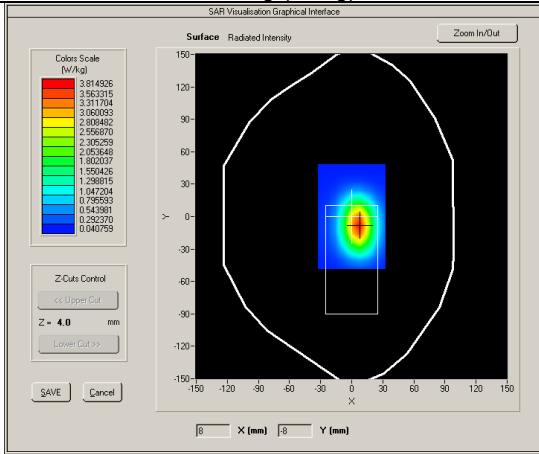 SAR Visualisation Graphical Interface
Surface Radiated Intensity
Zoom In/Out
Colors Scale
(W/kg)
3.814926
3.563315
3.311704
3.060093
2.808482
2.556870
2.305259
2.053648
1.802037
1.550426
1.298815
1.047204
0.795593
0.543981
0.292370
0.040759
Z-Cuts Control
<< Upper Cut
Z = 4.0 mm
Lower Cut >>
SAVE Cancel
150
120
90
60
30
0
-30
-60
-90
-120
-150
Y
-150 -120 -90 -60 -30 0 30 60 90 120 150
X
8 X (mm) -8 Y (mm)